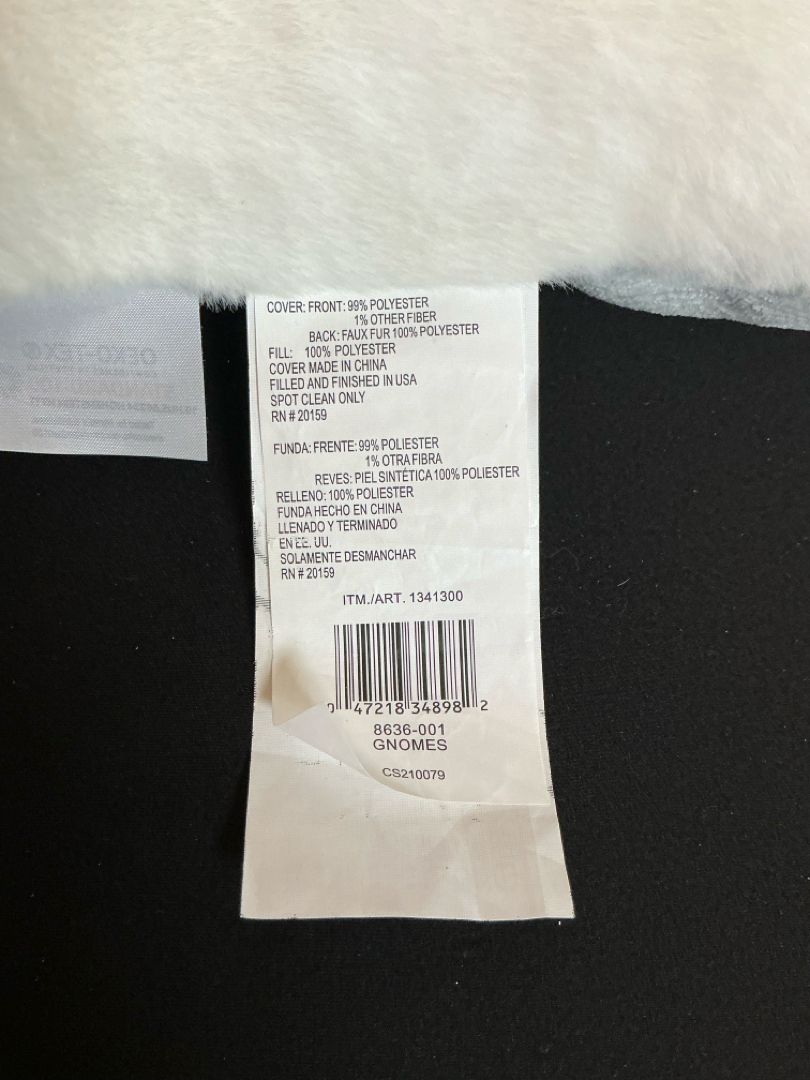 COVER: FRONT: 99% POLYESTER
1% OTHER FIBER
BACK: FAUX FUR 100% POLYESTER
FILL: 100% POLYESTER
COVER MADE IN CHINA
FILLED AND FINISHED IN USA
SPOT CLEAN ONLY
RN # 20159
FUNDA: FRENTE: 99% POLIESTER
1% OTRA FIBRA
REVES: PIEL SINTÉTICA 100% POLIESTER
RELLENO: 100% POLIESTER
FUNDA HECHO EN CHINA
LLENADO Y TERMINADO
EN EE. UU.
SOLAMENTE DESMANCHAR
RN # 20159
ITM./ART. 1341300
0 47218 34898 2
8636-001
GNOMES
CS210079